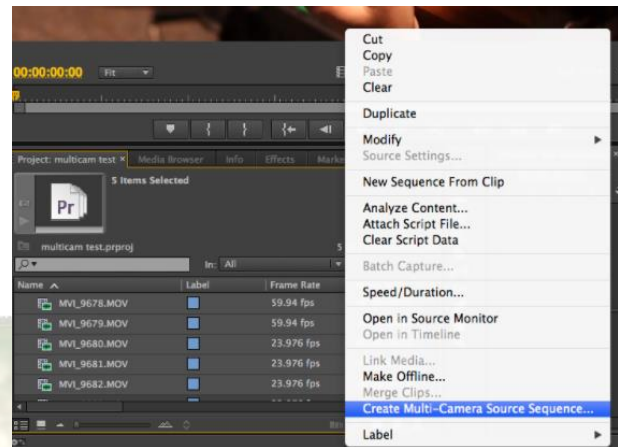 00:00:00:00 Fit
Project: multicam test × Media Browser Info Effects Marke
5 Items Selected
Pr
multicam test.prproj 5
In: All
Name Label Frame Rate
MVI_9678.MOV 59.94 fps
MVI_9679.MOV 59.94 fps
MVI_9680.MOV 23.976 fps
MVI_9681.MOV 23.976 fps
MVI_9682.MOV 23.976 fps
Cut
Copy
Paste
Clear
Duplicate
Modify
Source Settings...
New Sequence From Clip
Analyze Content...
Attach Script File...
Clear Script Data
Batch Capture...
Speed/Duration...
Open in Source Monitor
Open in Timeline
Link Media...
Make Offline...
Merge Clips...
Create Multi-Camera Source Sequence...
Label